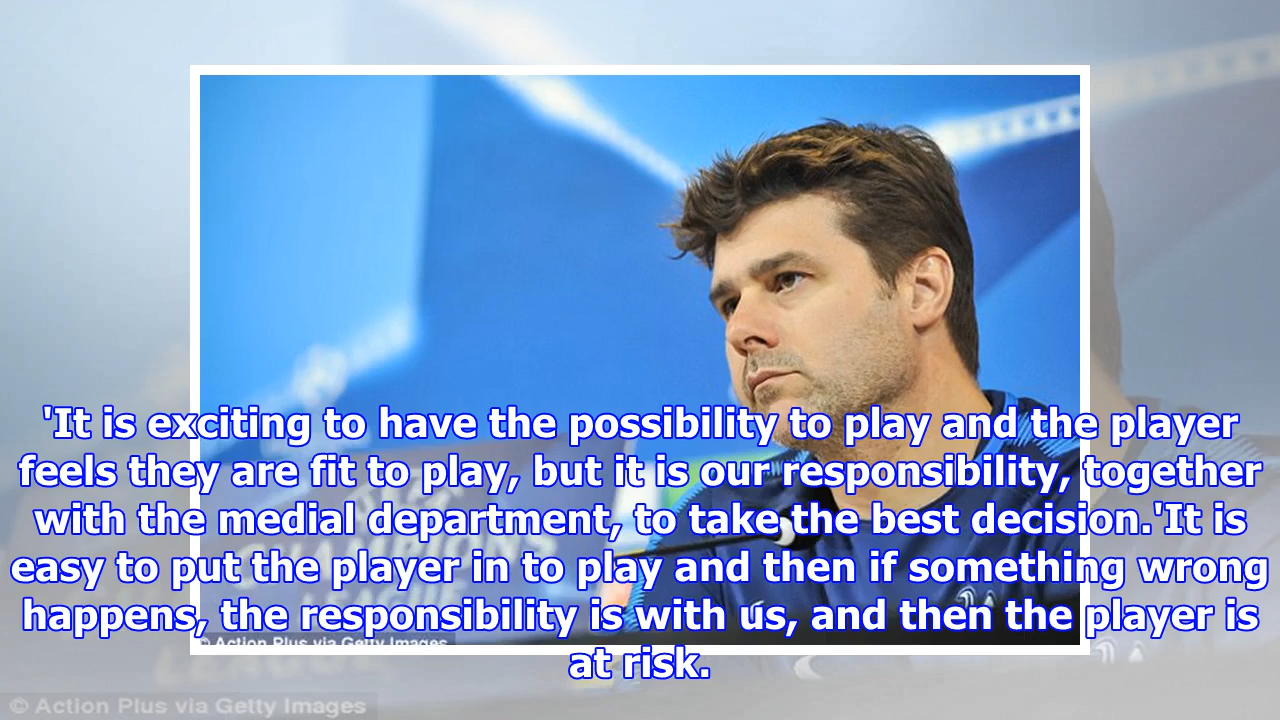 'It is exciting to have the possibility to play and the player
feels they are fit to play, but it is our responsibility, together
with the medial department, to take the best decision.'It is
easy to put the player in to play and then if something wrong
happens, the responsibility is with us, and then the player is
at risk.
© Action Plus via Getty Images
© Action Plus via Getty Images